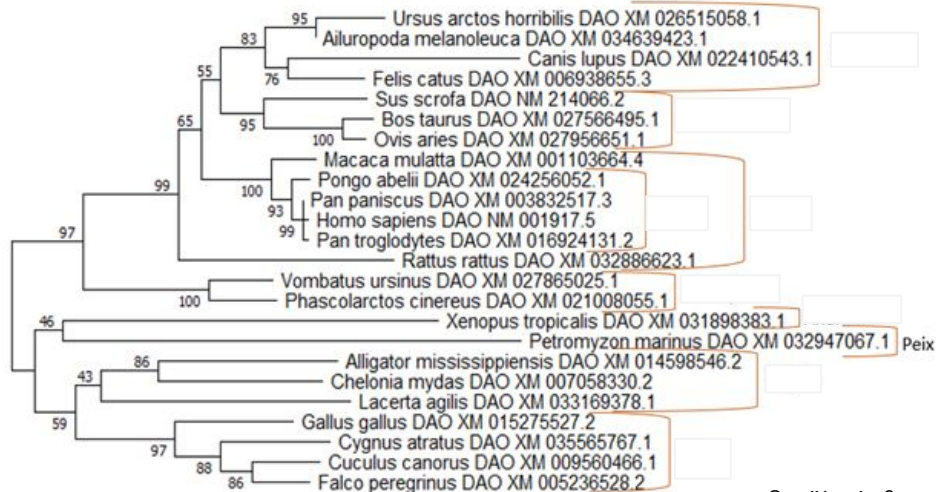 95
Ursus arctos horribilis DAO XM 026515058.1
83
Ailuropoda melanoleuca DAO XM 034639423.1
Canis lupus DAO XM 022410543.1
55
76
Felis catus DAO XM 006938655.3
Sus scrofa DAO NM 214066.2
65
95
Bos taurus DAO XM 027566495.1
100
Ovis aries DAO XM 027956651.1
Macaca mulatta DAO XM 001103664.4
99
100
Pongo abelii DAO XM 024256052.1
93
Pan paniscus DAO XM 003832517.3
99
Homo sapiens DAO NM 001917.5
97
Pan troglodytes DAO XM 016924131.2
Rattus rattus DAO XM 032886623.1
Vombatus ursinus DAO XM 027865025.1
100
Phascolarctos cinereus DAO XM 021008055.1
46
Xenopus tropicalis DAO XM 031898383.1
Petromyzon marinus DAO XM 032947067.1 Peix
86
Alligator mississippiensis DAO XM 014598546.2
43
Chelonia mydas DAO XM 007058330.2
Lacerta agilis DAO XM 033169378.1
59
Gallus gallus DAO XM 015275527.2
97
Cygnus atratus DAO XM 035565767.1
88
Cuculus canorus DAO XM 009560466.1
86
Falco peregrinus DAO XM 005236528.2